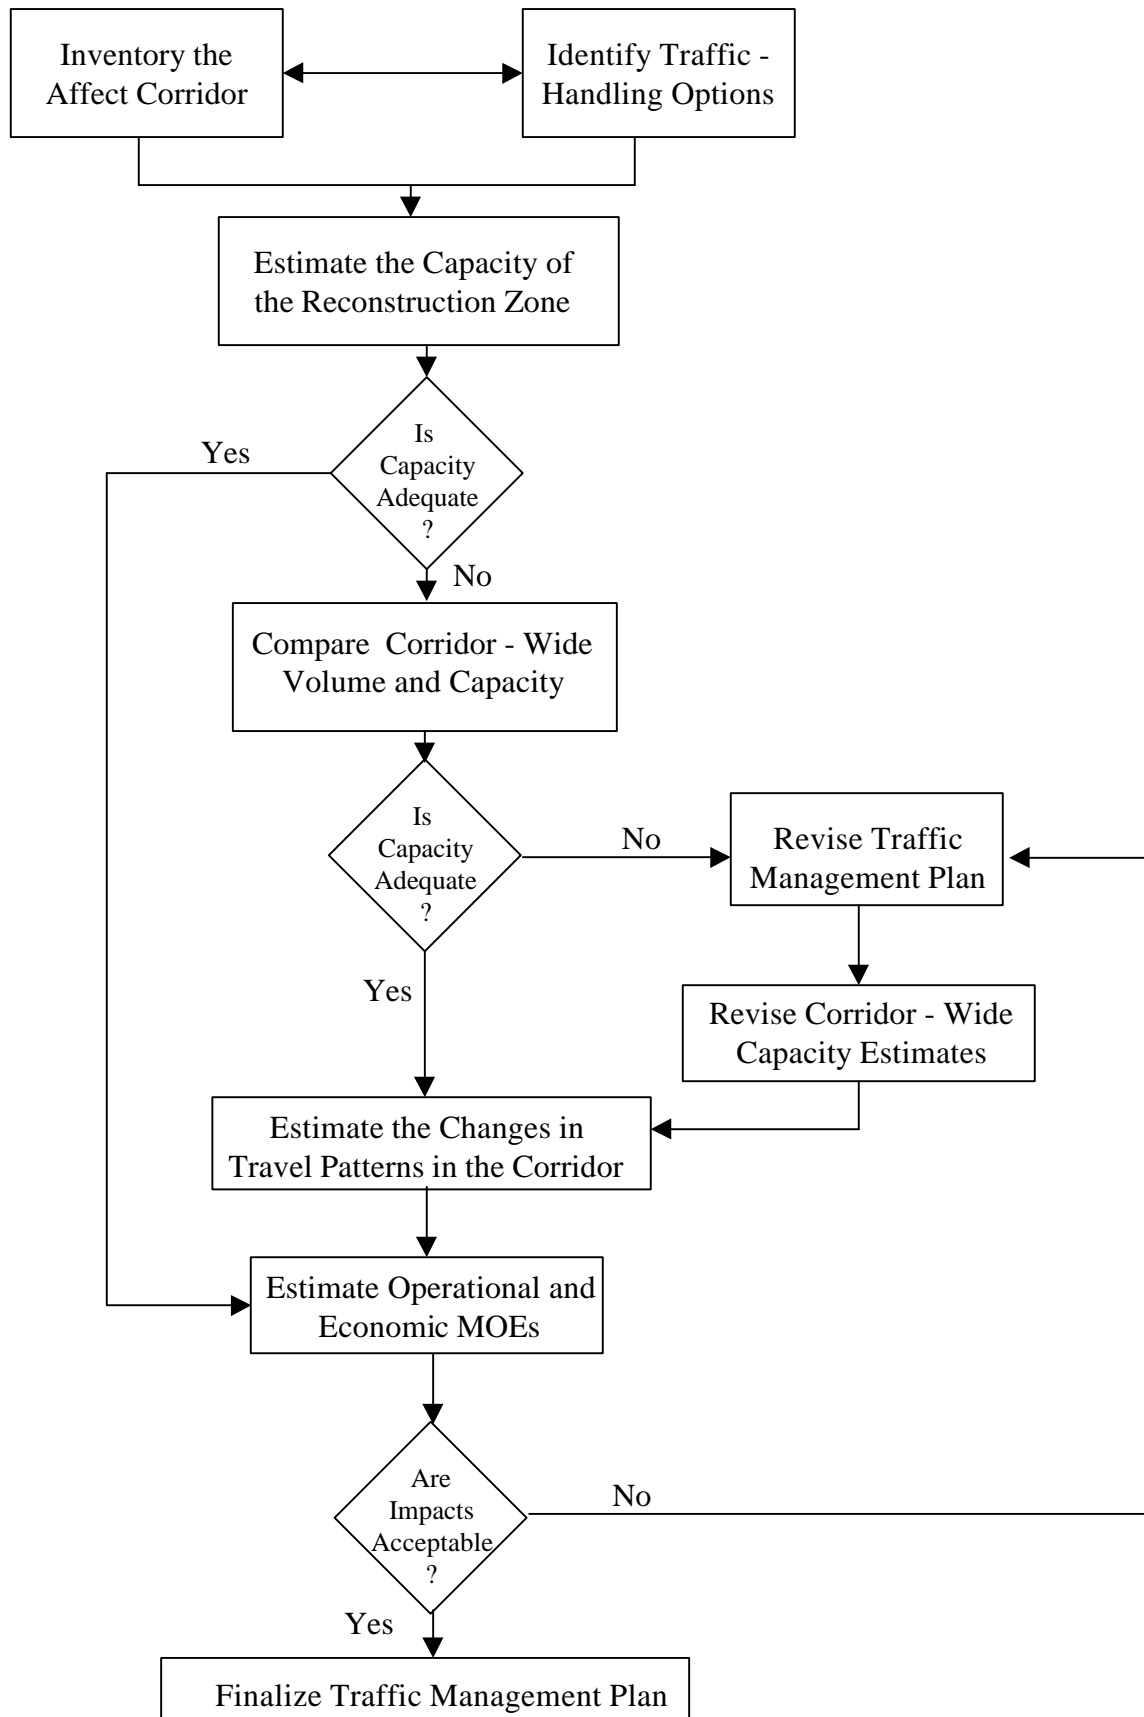 Inventory the
Affect Corridor
Identify Traffic -
Handling Options
Estimate the Capacity of
the Reconstruction Zone
Is
Capacity
Adequate
?
Yes
No
Compare Corridor - Wide
Volume and Capacity
Is
Capacity
Adequate
?
No
Revise Traffic
Management Plan
Yes
Revise Corridor - Wide
Capacity Estimates
Estimate the Changes in
Travel Patterns in the Corridor
Estimate Operational and
Economic MOEs
Are
Impacts
Acceptable
?
No
Yes
Finalize Traffic Management Plan